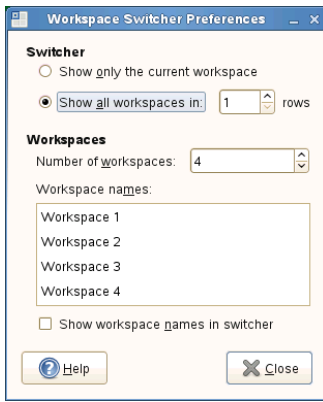 Workspace Switcher Preferences
Switcher
Show only the current workspace
Show all workspaces in: 1 rows
Workspaces
Number of workspaces: 4
Workspace names:
Workspace 1
Workspace 2
Workspace 3
Workspace 4
Show workspace names in switcher
Help Close